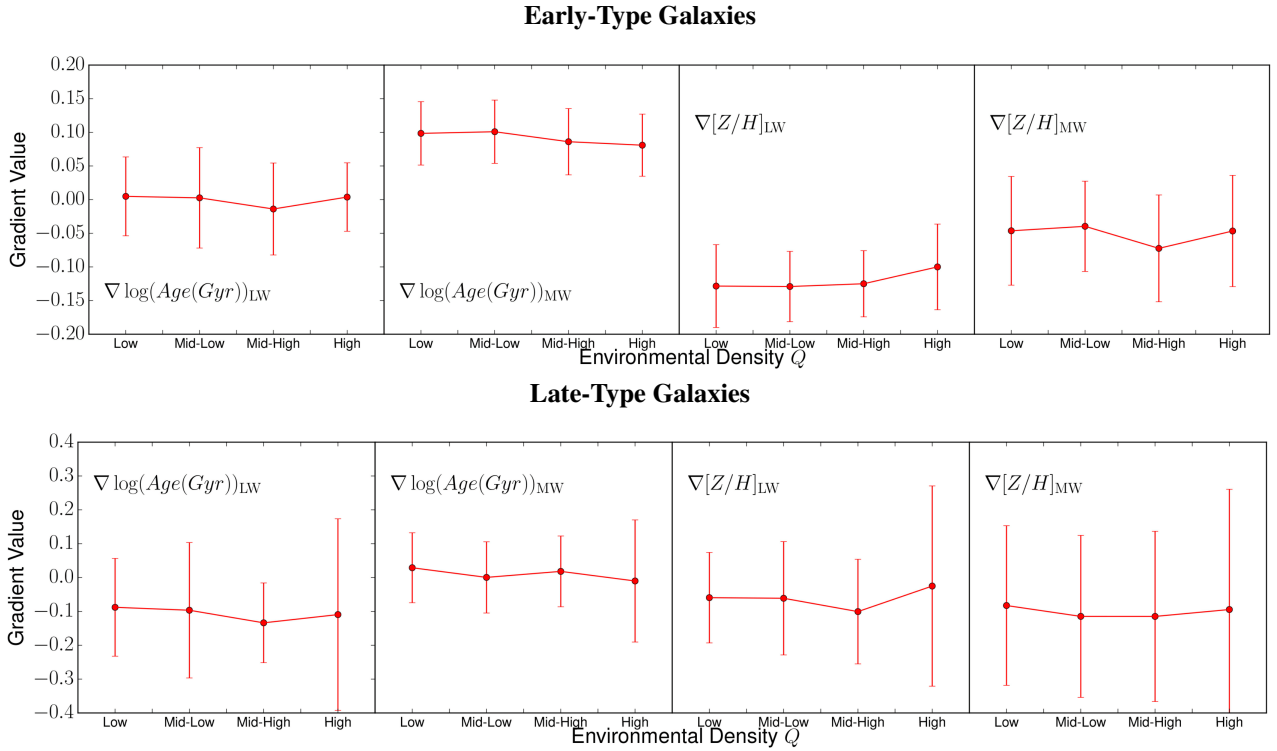 Early-Type Galaxies
0.20
0.15
0.10
0.05
0.00
−0.05
−0.10
−0.15
−0.20
Gradient Value
∇ log(Age(Gyr))LW
∇ log(Age(Gyr))MW
∇[Z/H]LW
∇[Z/H]MW
Low Mid-Low Mid-High High Low Mid-Low Mid-High High Low Mid-Low Mid-High High Low Mid-Low Mid-High High
Environmental Density Q
Late-Type Galaxies
0.4
0.3
0.2
0.1
0.0
−0.1
−0.2
−0.3
−0.4
Gradient Value
∇ log(Age(Gyr))LW
∇ log(Age(Gyr))MW
∇[Z/H]LW
∇[Z/H]MW
Low Mid-Low Mid-High High Low Mid-Low Mid-High High Low Mid-Low Mid-High High Low Mid-Low Mid-High High
Environmental Density Q